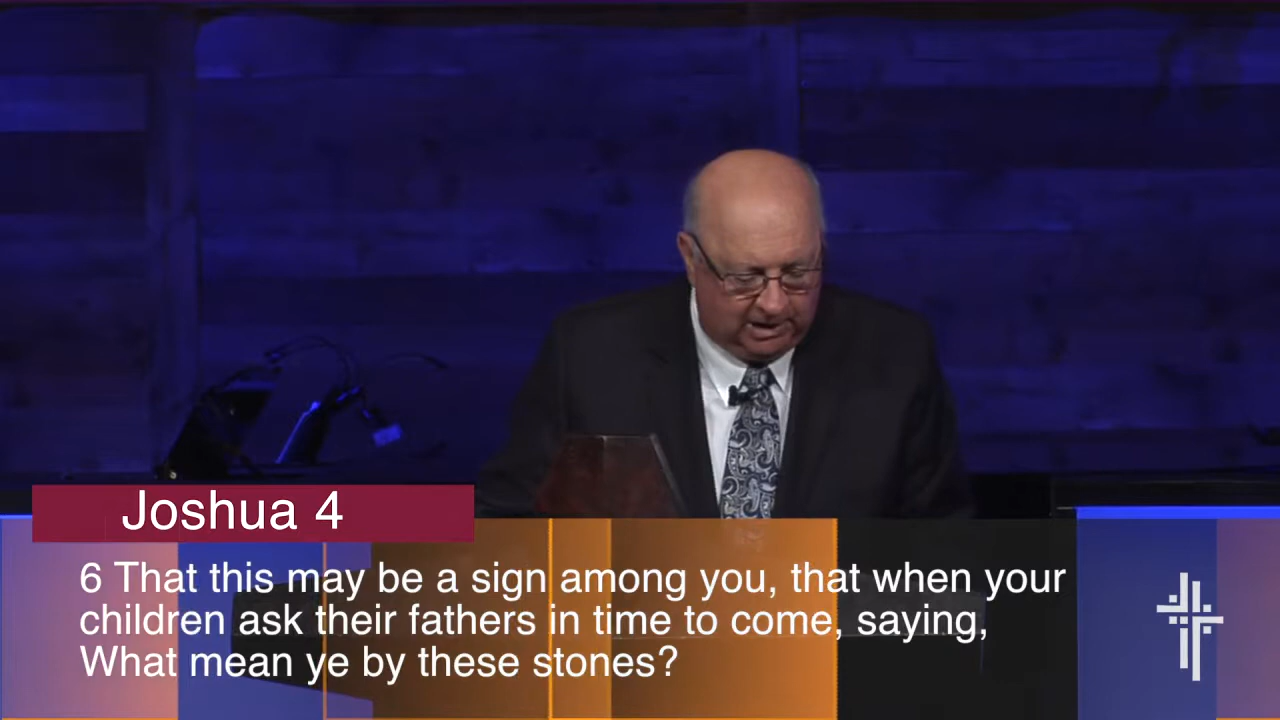 Joshua 4
6 That this may be a sign among you, that when your
children ask their fathers in time to come, saying,
What mean ye by these stones?